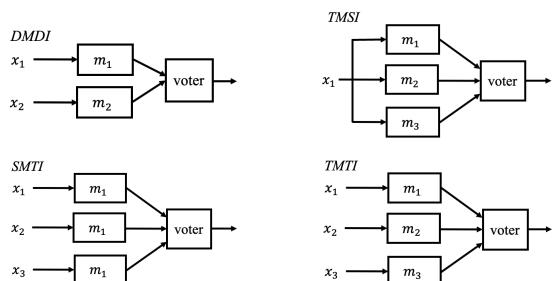 DMDI
x₁ m₁
voter
x₂ m₂
TMSI
m₁
x₁ m₂ voter
m₃
SMTI
x₁ m₁
x₂ m₁ voter
x₃ m₁
TMTI
x₁ m₁
x₂ m₂ voter
x₃ m₃